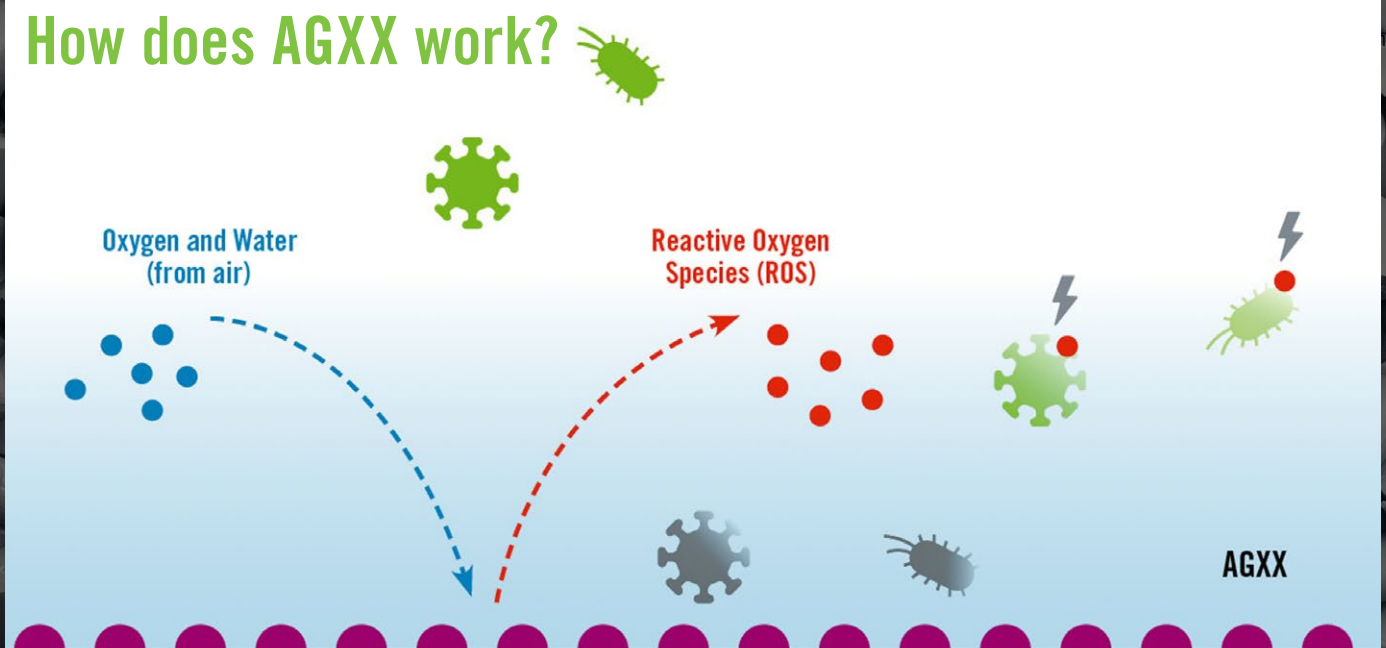 How does AGXX work?
Oxygen and Water
(from air)
Reactive Oxygen
Species (ROS)
AGXX